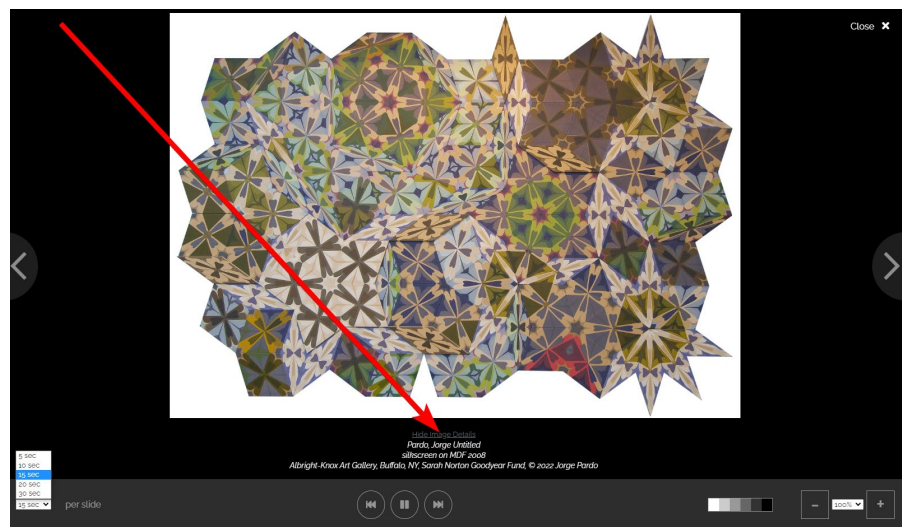 Close ✖
Hide Image Details
Pardo, Jorge Untitled
silkscreen on MDF 2008
Albright-Knox Art Gallery, Buffalo, NY, Sarah Norton Goodyear Fund, © 2022 Jorge Pardo
5 sec
10 sec
15 sec
20 sec
30 sec
15 sec per slide
100%